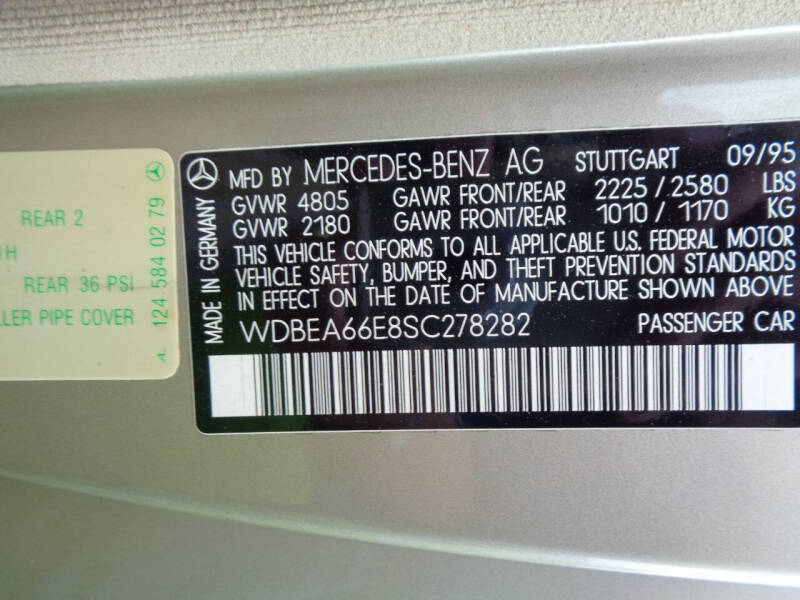 REAR 2
REAR 36 PSI
PIPE COVER
A 124 584 02 79
MADE IN GERMANY
MFD BY MERCEDES-BENZ AG STUTTGART 09/95
GVWR 4805 GAWR FRONT/REAR 2225 / 2580 LBS
GVWR 2180 GAWR FRONT/REAR 1010 / 1170 KG
THIS VEHICLE CONFORMS TO ALL APPLICABLE U.S. FEDERAL MOTOR
VEHICLE SAFETY, BUMPER, AND THEFT PREVENTION STANDARDS
IN EFFECT ON THE DATE OF MANUFACTURE SHOWN ABOVE
WDBEA66E8SC278282 PASSENGER CAR